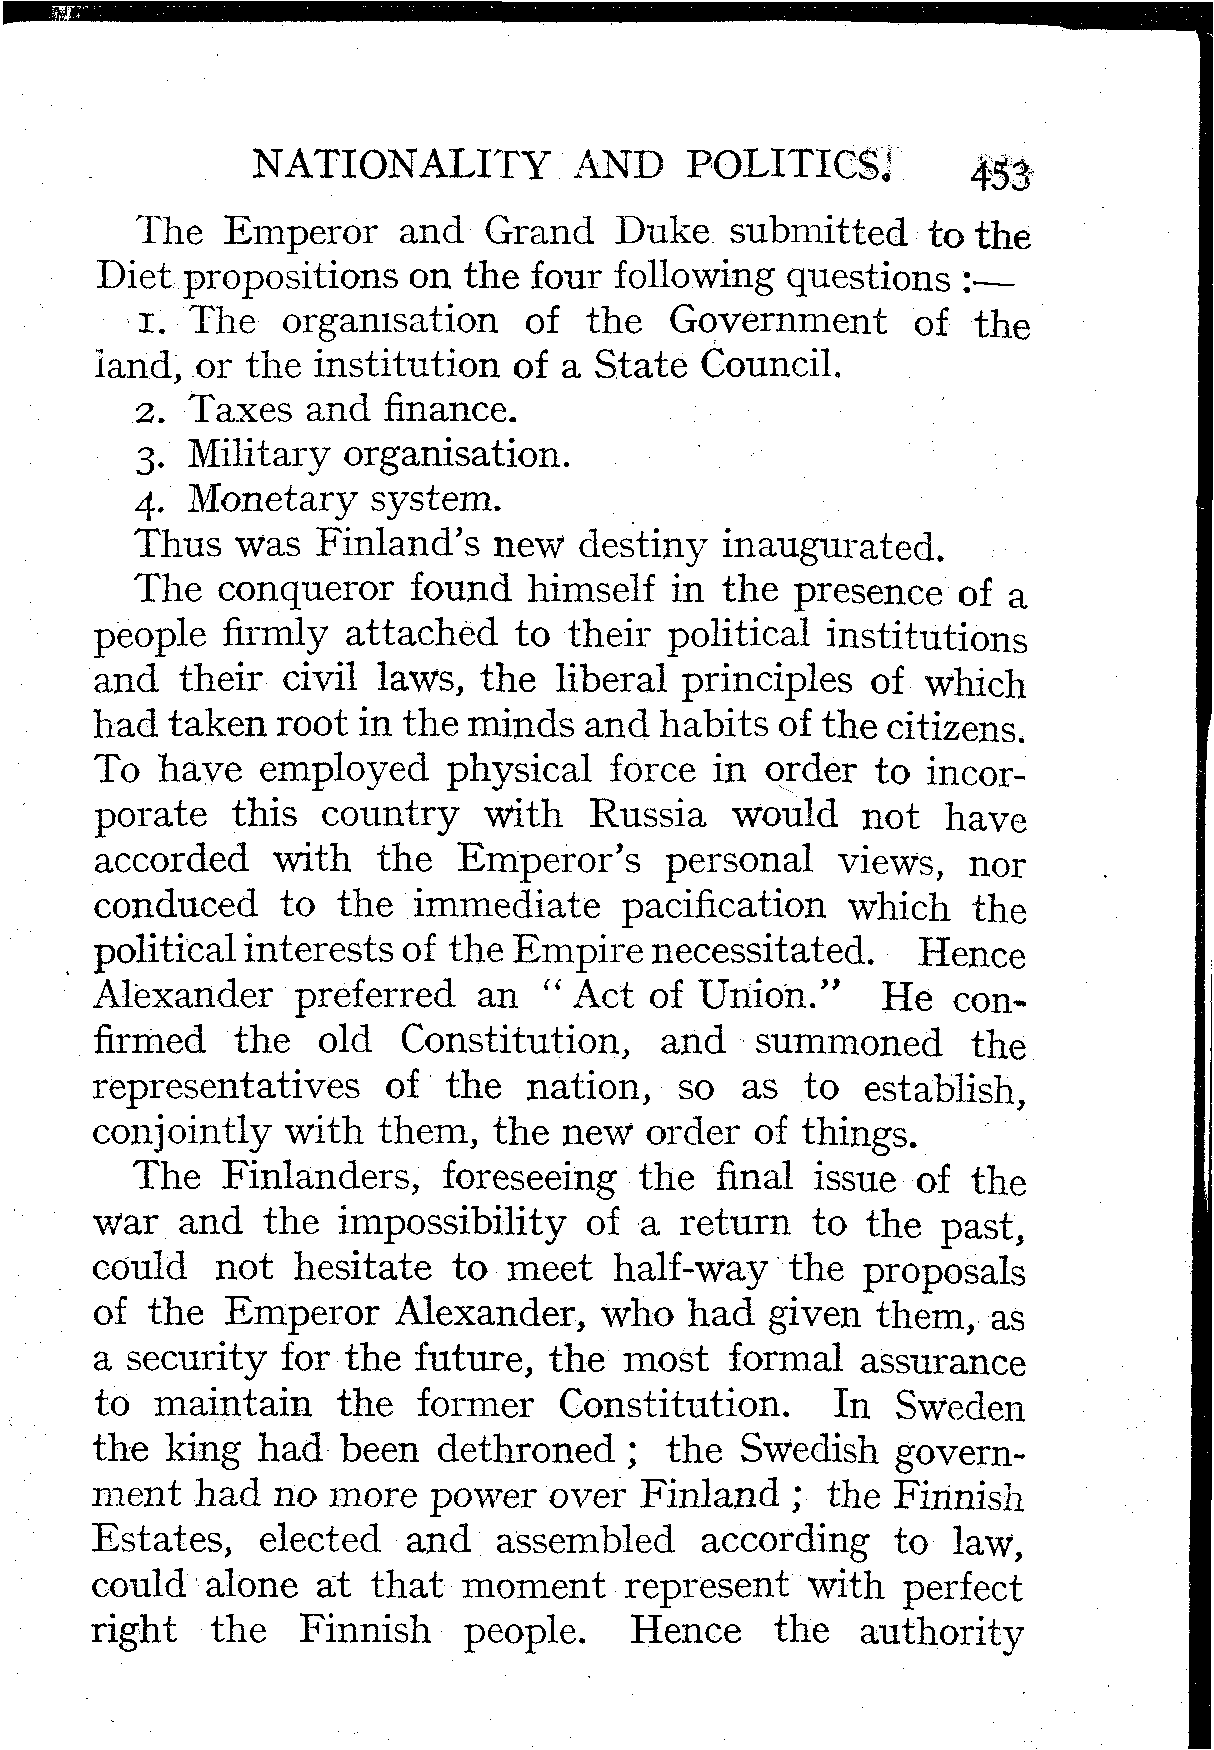 NATIONALITY AND POLITICS. 453
The Emperor and Grand Duke submitted to the
Diet propositions on the four following questions :—
1. The organisation of the Government of the
land, or the institution of a State Council.
2. Taxes and finance.
3. Military organisation.
4. Monetary system.
Thus was Finland's new destiny inaugurated.
The conqueror found himself in the presence of a
people firmly attached to their political institutions
and their civil laws, the liberal principles of which
had taken root in the minds and habits of the citizens.
To have employed physical force in order to incor-
porate this country with Russia would not have
accorded with the Emperor's personal views, nor
conduced to the immediate pacification which the
political interests of the Empire necessitated. Hence
Alexander preferred an “ Act of Union.” He con-
firmed the old Constitution, and summoned the
representatives of the nation, so as to establish,
conjointly with them, the new order of things.
The Finlanders, foreseeing the final issue of the
war and the impossibility of a return to the past,
could not hesitate to meet half-way the proposals
of the Emperor Alexander, who had given them, as
a security for the future, the most formal assurance
to maintain the former Constitution. In Sweden
the king had been dethroned ; the Swedish govern-
ment had no more power over Finland ; the Finnish
Estates, elected and assembled according to law,
could alone at that moment represent with perfect
right the Finnish people. Hence the authority